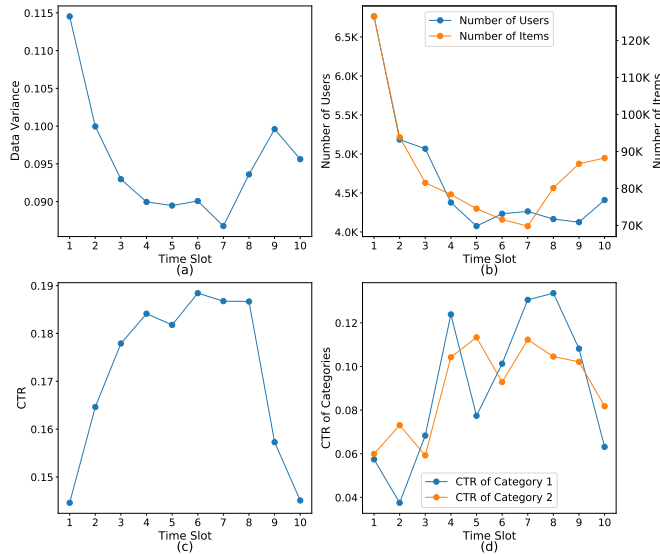 0.115
0.100
0.095
0.090
Data Variance
1 2 3 4 5 6 7 8 9 10
Time Slot
(a)
Number of Users
Number of Items
6.5K
6.0K
5.5K
5.0K
4.5K
4.0K
Number of Users
120K
110K
100K
90K
80K
70K
Number of Items
1 2 3 4 5 6 7 8 9 10
Time Slot
(b)
0.19
0.18
0.17
0.16
0.15
CTR
1 2 3 4 5 6 7 8 9 10
Time Slot
(c)
0.12
0.10
0.08
0.06
0.04
CTR of Categories
CTR of Category 1
CTR of Category 2
1 2 3 4 5 6 7 8 9 10
Time Slot
(d)